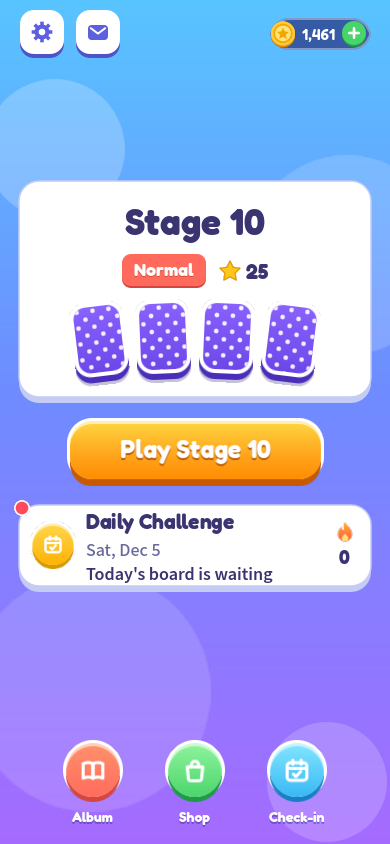 1,461
Stage 10
Normal
25
Play Stage 10
Daily Challenge
Sat, Dec 5
Today's board is waiting
0
Album
Shop
Check-in